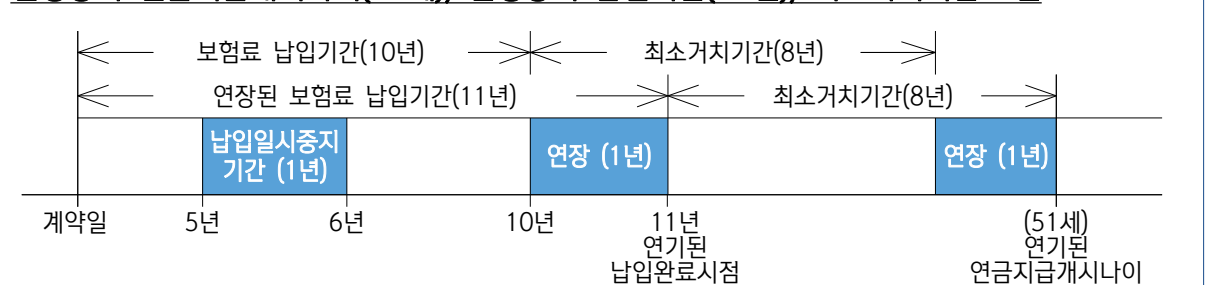 보험료 납입기간(10년) 최소거치기간(8년)
연장된 보험료 납입기간(11년) 최소거치기간(8년)
납입일시중지
기간 (1년)
연장 (1년)
연장 (1년)
계약일 5년 6년 10년 11년 (51세)
연기된 연기된
납입완료시점 연금지급개시나이